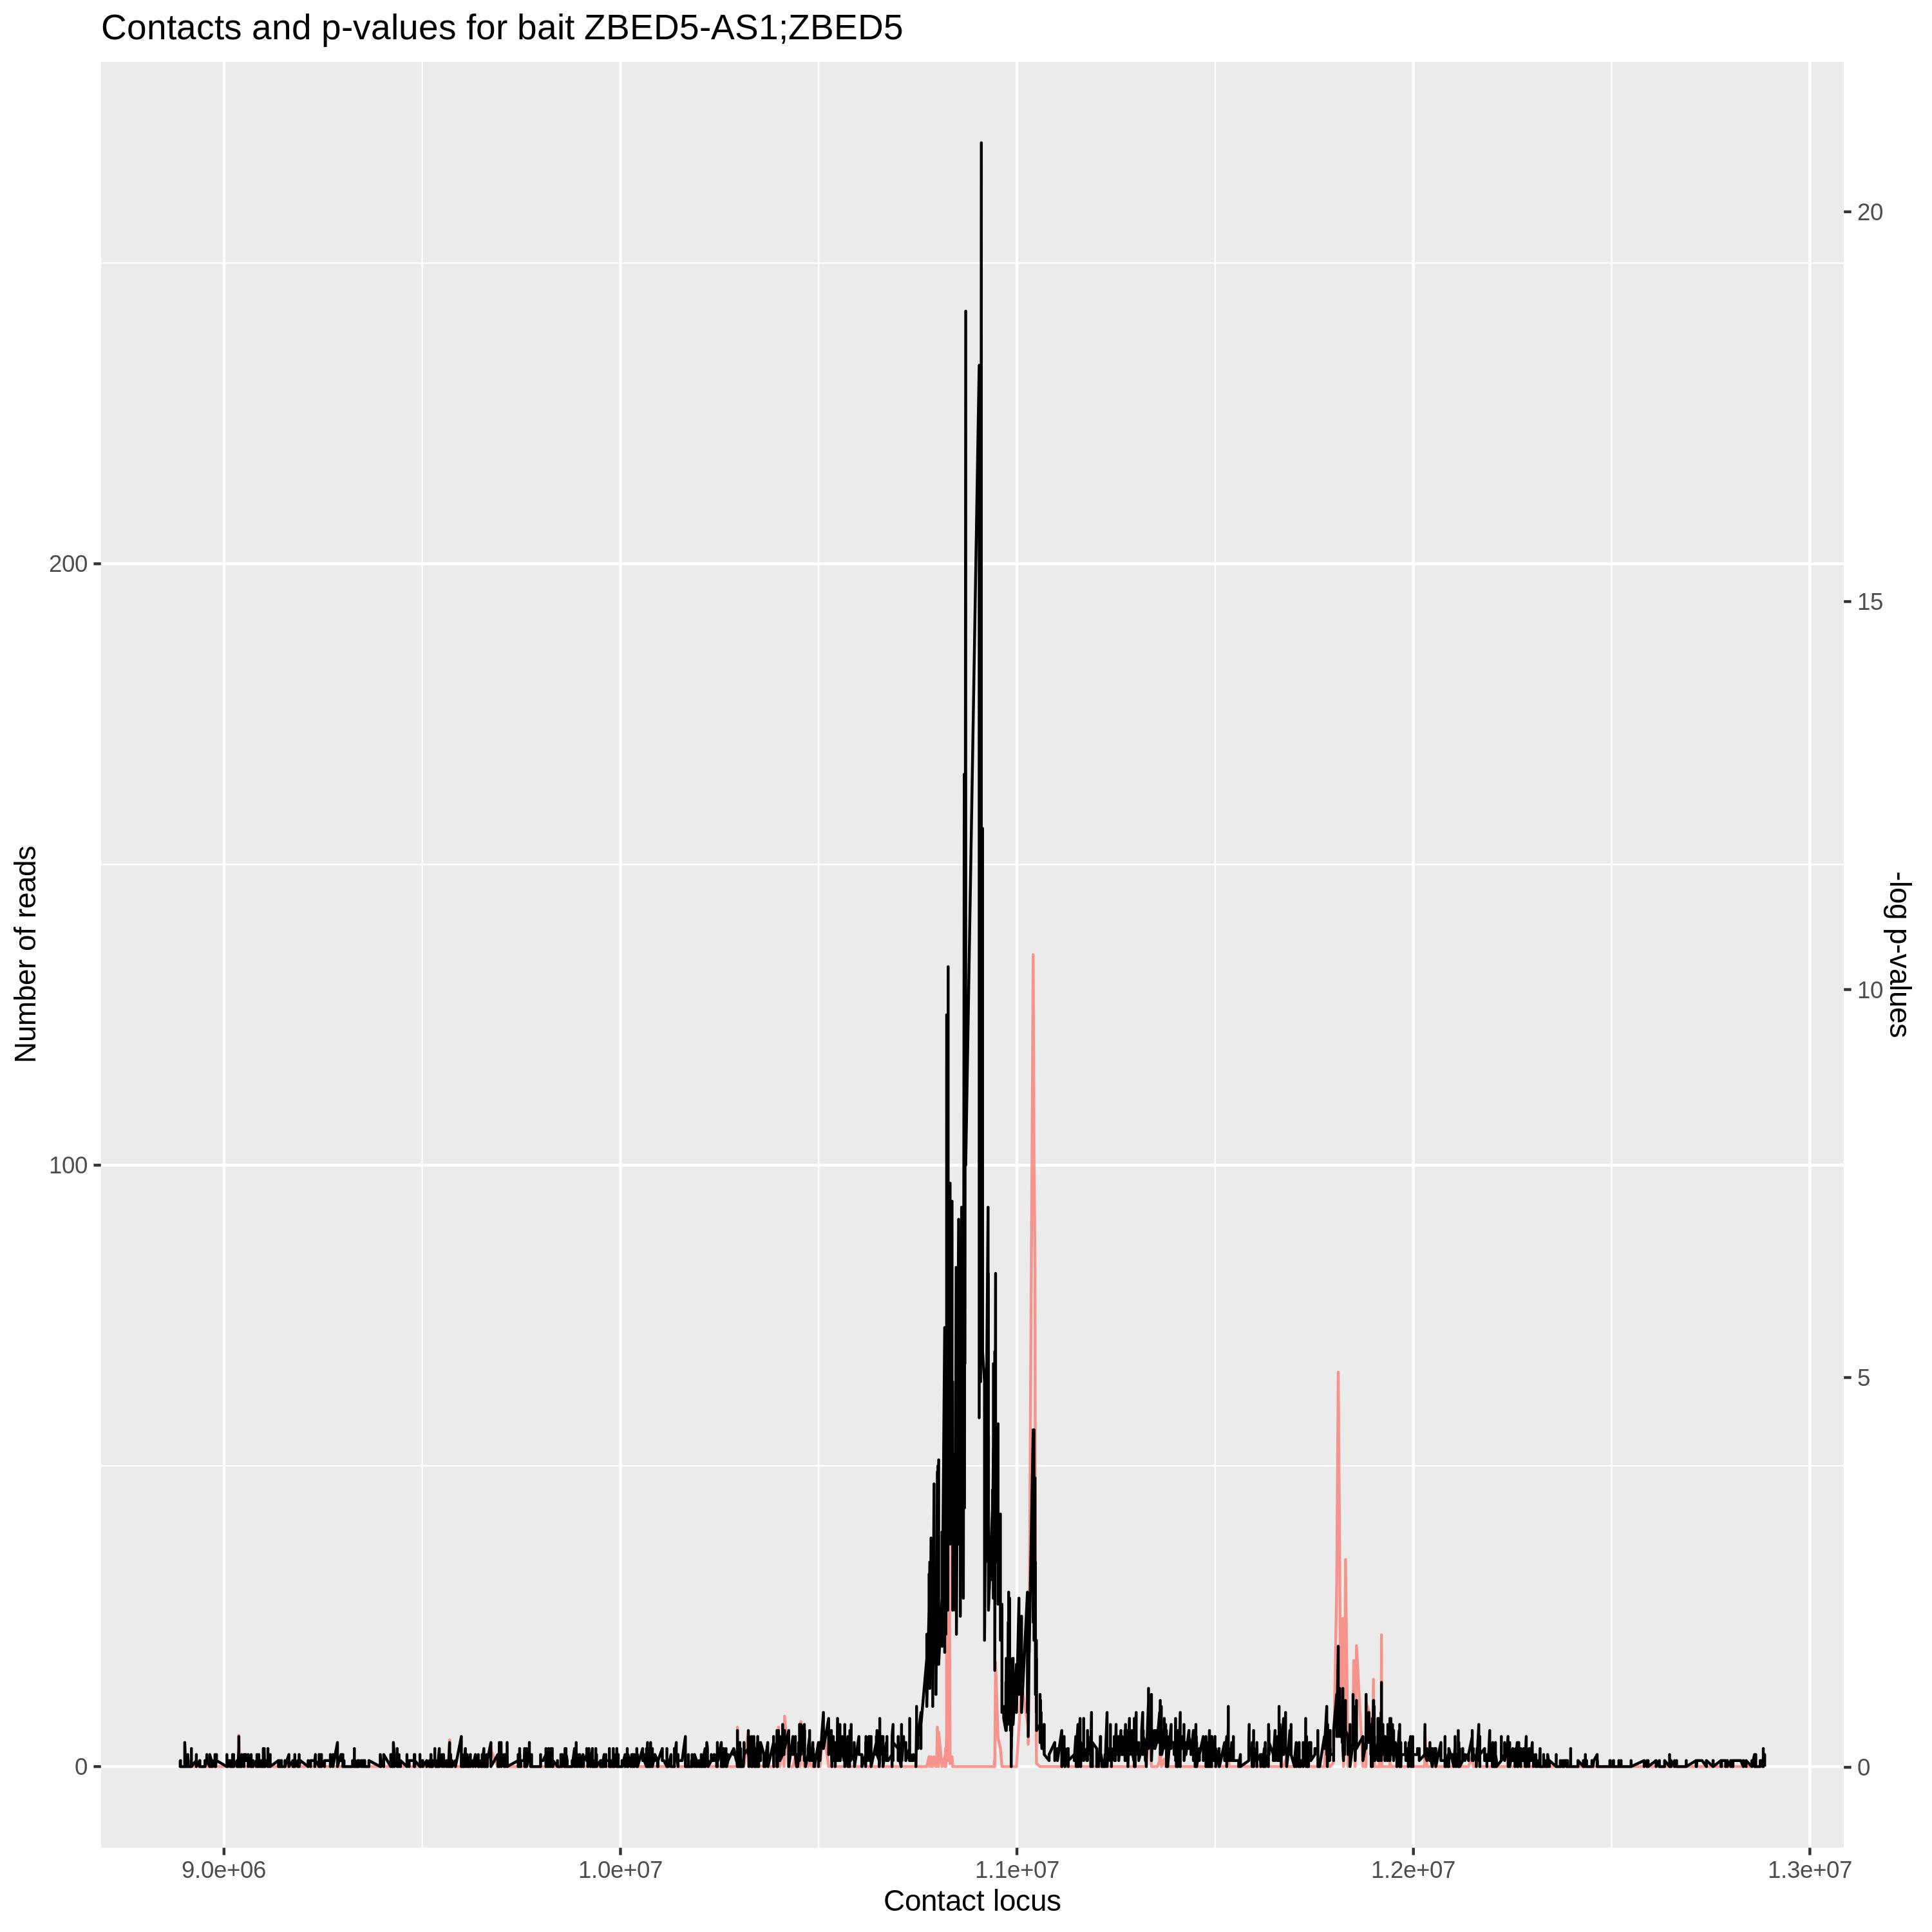 Contacts and p-values for bait ZBED5-AS1;ZBED5
Number of reads
200
100
0
20
15
10
5
0
-log p-values
9.0e+06
1.0e+07
1.1e+07
1.2e+07
1.3e+07
Contact locus